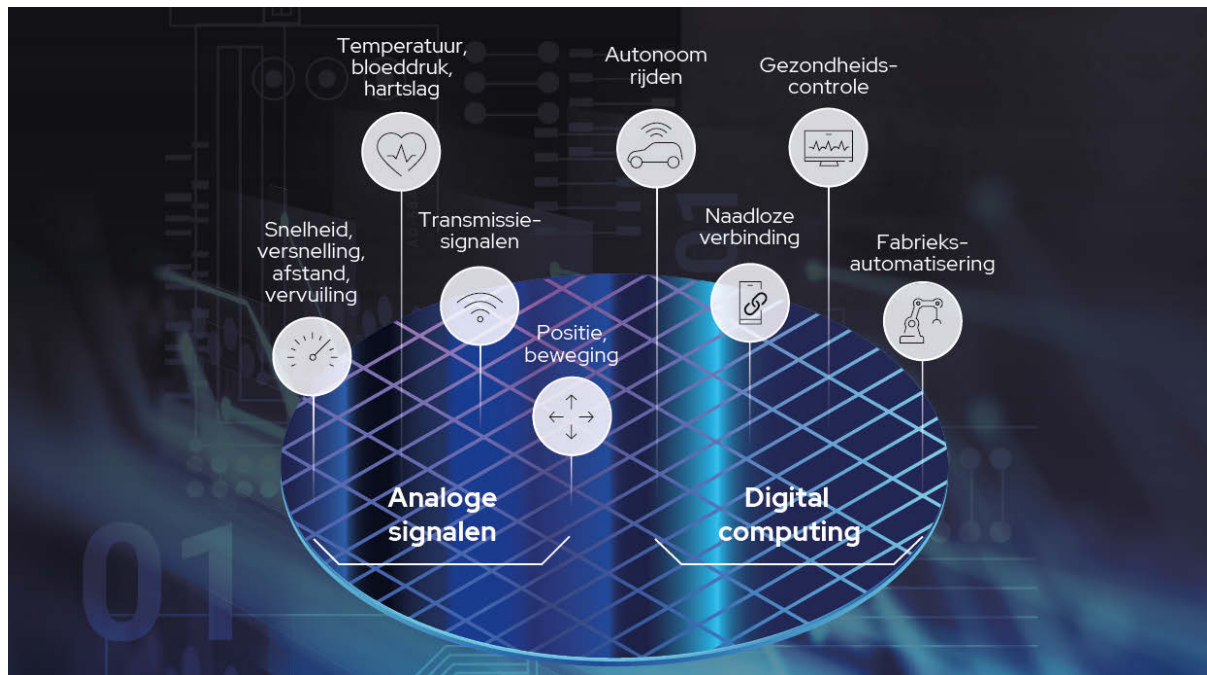 Temperatuur,
bloeddruk,
hartslag
Autonoom
rijden
Gezondheids-
controle
Snelheid,
versnelling,
afstand,
vervuiling
Transmissie-
signalen
Naadloze
verbinding
Fabrieks-
automatisering
Positie,
beweging
Analoge
signalen
Digital
computing
01
01